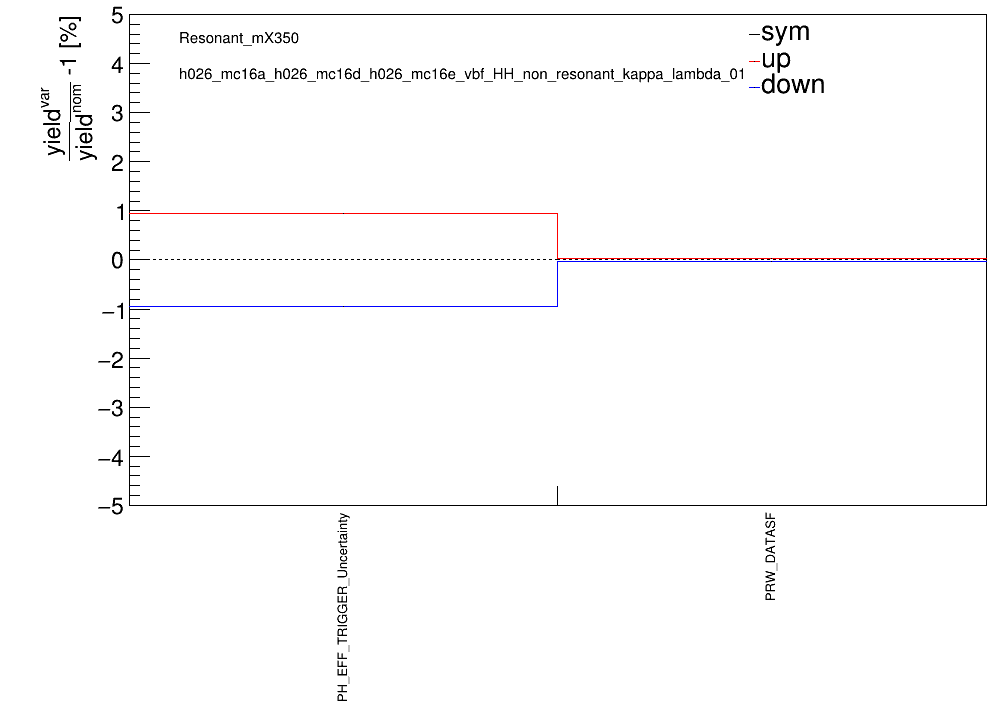 yield^var / yield^nom -1 [%]
Resonant_mX350
h026_mc16a_h026_mc16d_h026_mc16e_vbf_HH_non_resonant_kappa_lambda_01
sym
up
down
5
4
3
2
1
0
−1
−2
−3
−4
−5
PH_EFF_TRIGGER_Uncertainty
PRW_DATASF